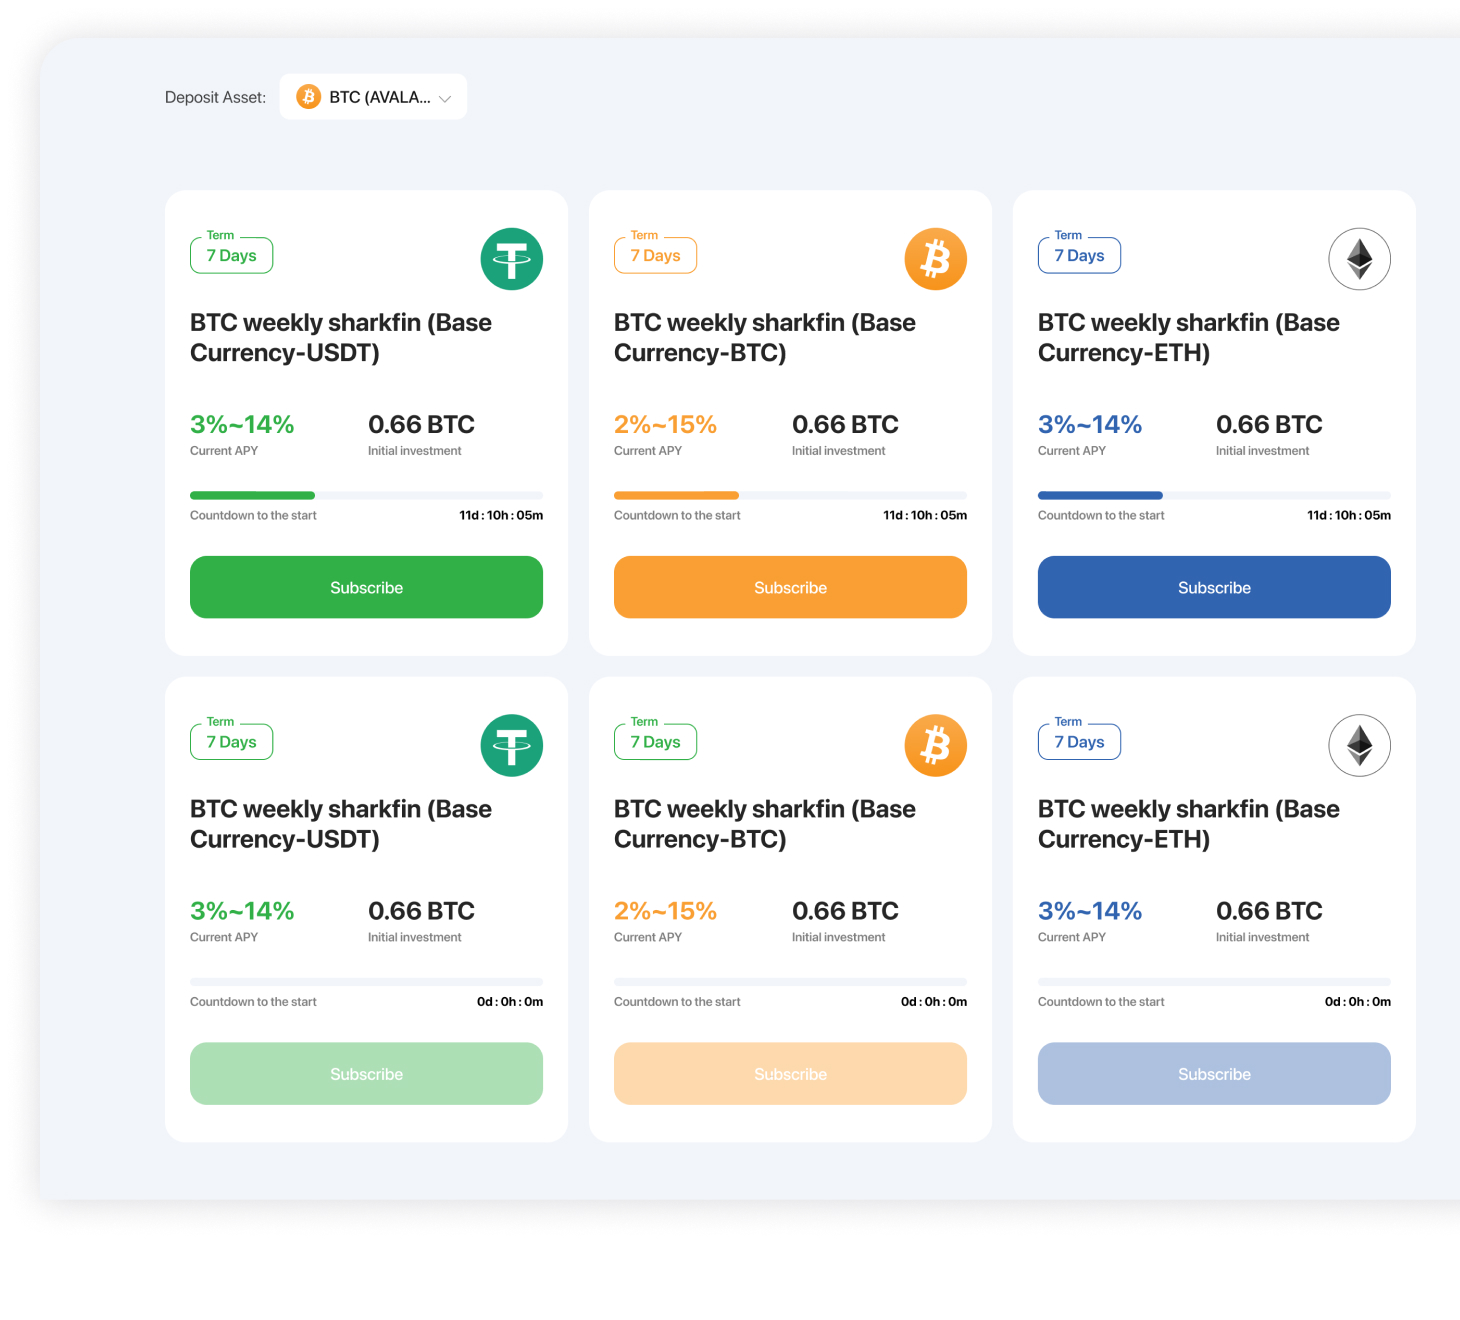 Deposit Asset: BTC (AVALA...
Term
7 Days
BTC weekly sharkfin (Base
Currency-USDT)
3%~14% 0.66 BTC
Current APY Initial investment
Countdown to the start 11d : 10h : 05m
Subscribe
Term
7 Days
BTC weekly sharkfin (Base
Currency-BTC)
2%~15% 0.66 BTC
Current APY Initial investment
Countdown to the start 11d : 10h : 05m
Subscribe
Term
7 Days
BTC weekly sharkfin (Base
Currency-ETH)
3%~14% 0.66 BTC
Current APY Initial investment
Countdown to the start 11d : 10h : 05m
Subscribe
Term
7 Days
BTC weekly sharkfin (Base
Currency-USDT)
3%~14% 0.66 BTC
Current APY Initial investment
Countdown to the start 0d : 0h : 0m
Subscribe
Term
7 Days
BTC weekly sharkfin (Base
Currency-BTC)
2%~15% 0.66 BTC
Current APY Initial investment
Countdown to the start 0d : 0h : 0m
Subscribe
Term
7 Days
BTC weekly sharkfin (Base
Currency-ETH)
3%~14% 0.66 BTC
Current APY Initial investment
Countdown to the start 0d : 0h : 0m
Subscribe